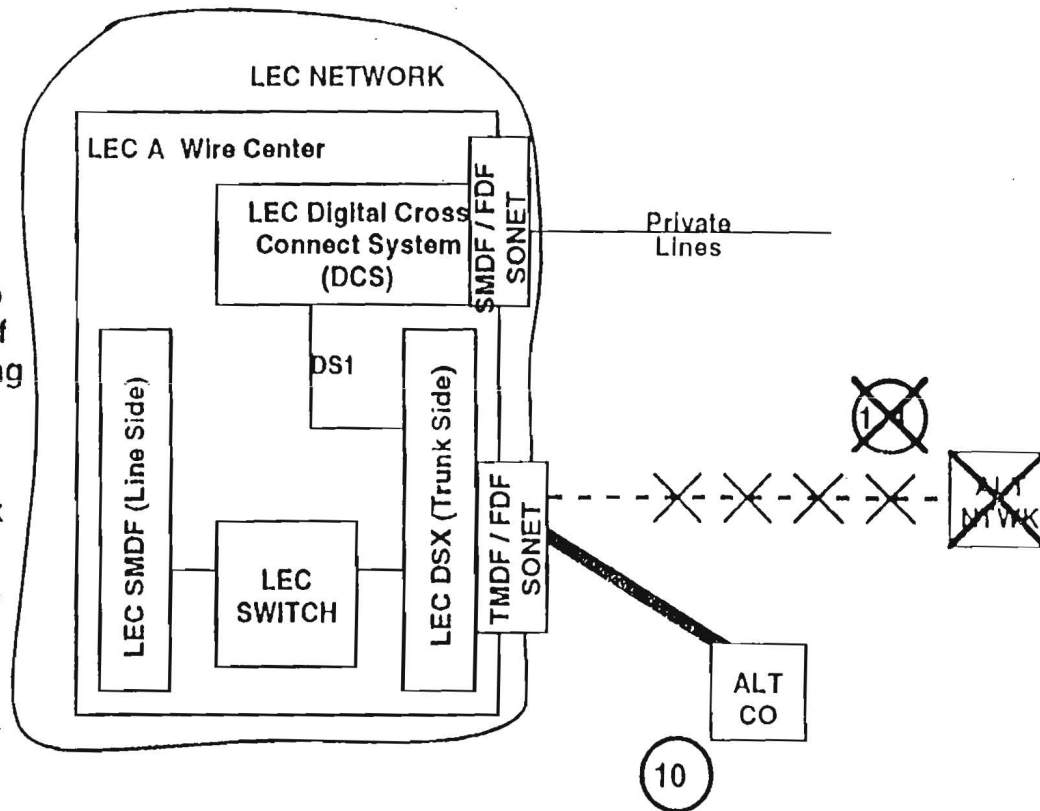 LEC NETWORK
LEC A Wire Center
LEC Digital Cross
Connect System
(DCS)
SMDF / FDF
SONET
Private
Lines
DS1
LEC SMDF (Line Side)
LEC
SWITCH
LEC DSX (Trunk Side)
TMDF / FDF
SONET
ALT
CO
10